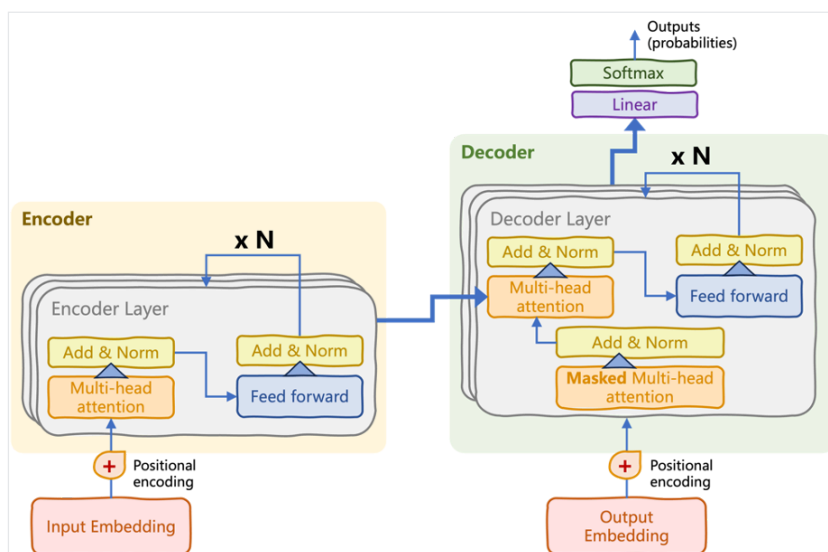 Outputs
(probabilities)
Softmax
Linear
Decoder
x N
Decoder Layer
Add & Norm
Add & Norm
Multi-head
attention
Feed forward
Add & Norm
Masked Multi-head
attention
Positional
encoding
Output
Embedding
Encoder
x N
Encoder Layer
Add & Norm
Add & Norm
Multi-head
attention
Feed forward
+
Positional
encoding
Input Embedding
+